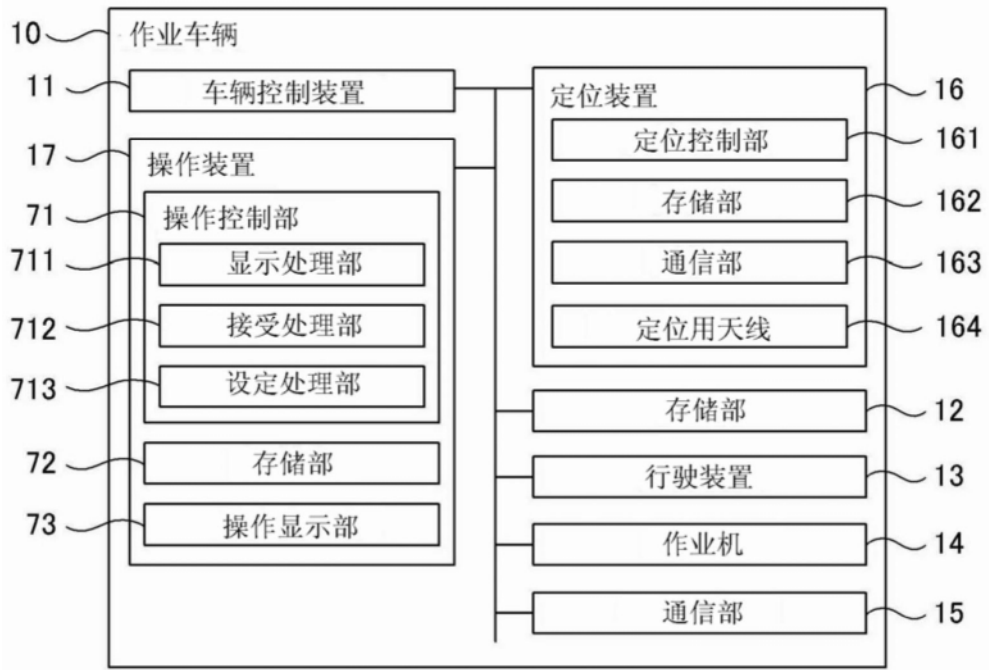 10 作业车辆
11 车辆控制装置
17 操作装置
71 操作控制部
711 显示处理部
712 接受处理部
713 设定处理部
72 存储部
73 操作显示部
定位装置 16
定位控制部 161
存储部 162
通信部 163
定位用天线 164
存储部 12
行驶装置 13
作业机 14
通信部 15